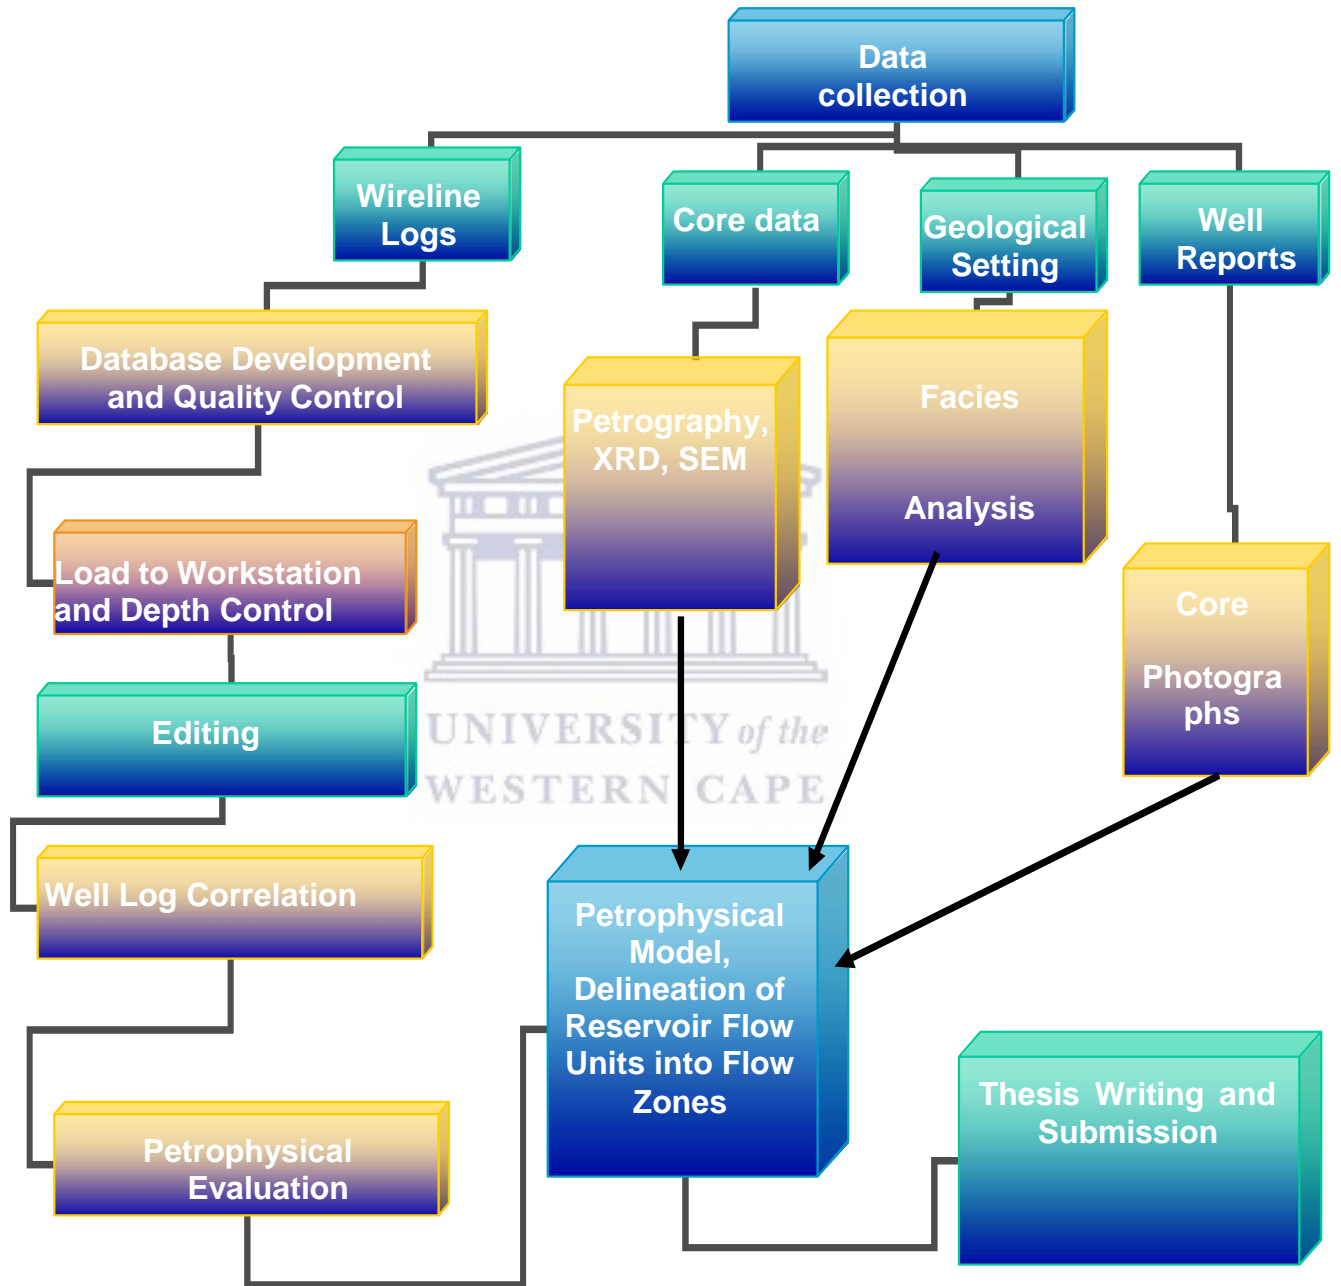 Data
collection
Wireline
Logs
Core data
Geological
Setting
Well
Reports
Database Development
and Quality Control
Petrography,
XRD, SEM
Facies
Analysis
Load to Workstation
and Depth Control
Core
Photogra
phs
Editing
UNIVERSITY of the
WESTERN CAPE
Well Log Correlation
Petrophysical
Model,
Delineation of
Reservoir Flow
Units into Flow
Zones
Thesis Writing and
Submission
Petrophysical
Evaluation